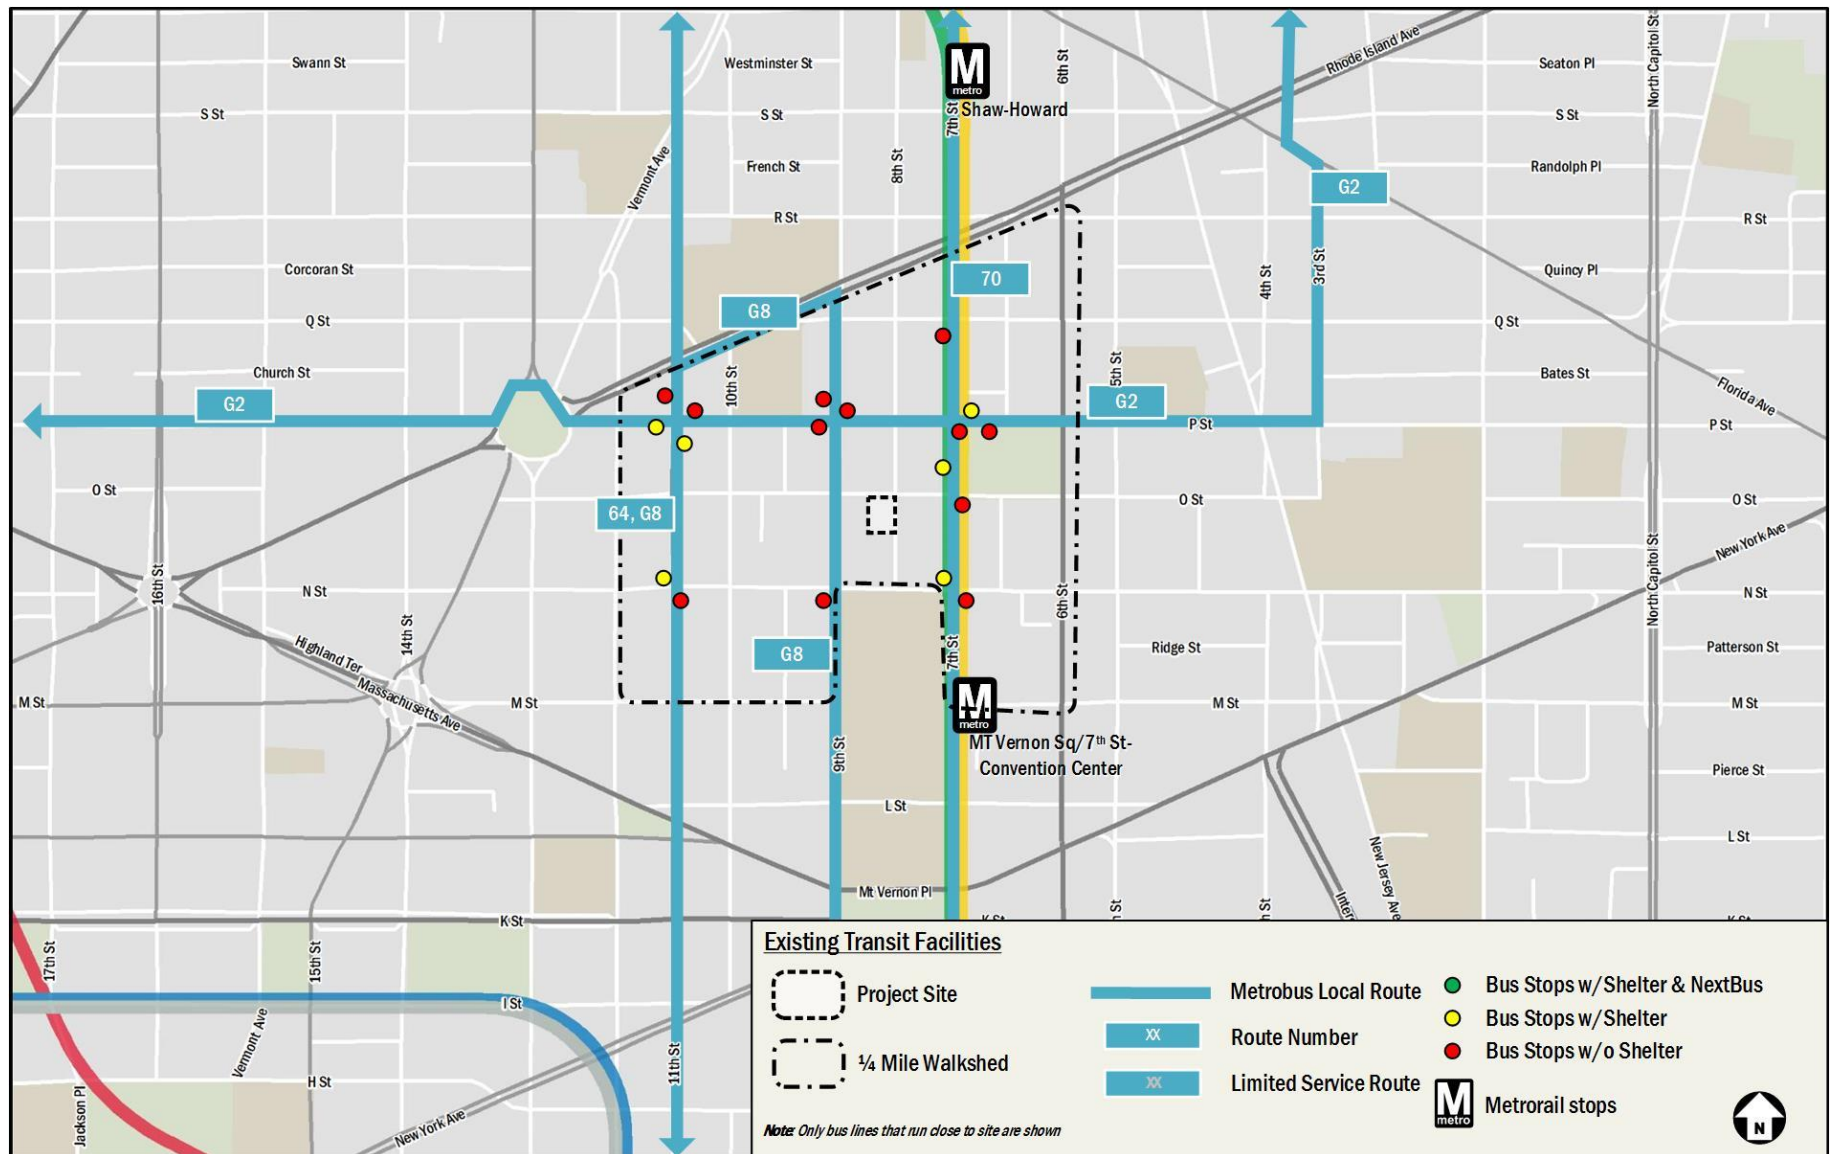 Swann St
Westminster St
6th St
Rhode Island Ave
Seaton Pl
North Capitol St
M
metro
Shaw-Howard
S St
S St
7th St
S St
Vermont Ave
French St
8th St
Randolph Pl
G2
R St
R St
Corcoran St
70
4th St
3rd St
Quincy Pl
G8
Q St
Q St
Church St
10th St
5th St
Bates St
Florida Ave
G2
G2
P St
P St
O St
64, G8
O St
O St
New York Ave
16th St
N St
14th St
6th St
North Capitol St
N St
Highland Ter
G8
7th St
Ridge St
Patterson St
Massachusetts Ave
M St
M St
M
metro
M St
M St
MT Vernon Sq/7th St-
Convention Center
9th St
Pierce St
L St
L St
New Jersey Ave
Mt Vernon Pl
K St
17th St
15th St
I St
Vermont Ave
11th St
H St
Jackson Pl
New York Ave
Existing Transit Facilities
Project Site
¼ Mile Walkshed
Note: Only bus lines that run close to site are shown
Metrobus Local Route
XX
Route Number
XX
Limited Service Route
Bus Stops w/Shelter & NextBus
Bus Stops w/Shelter
Bus Stops w/o Shelter
M
metro
Metrorail stops
N